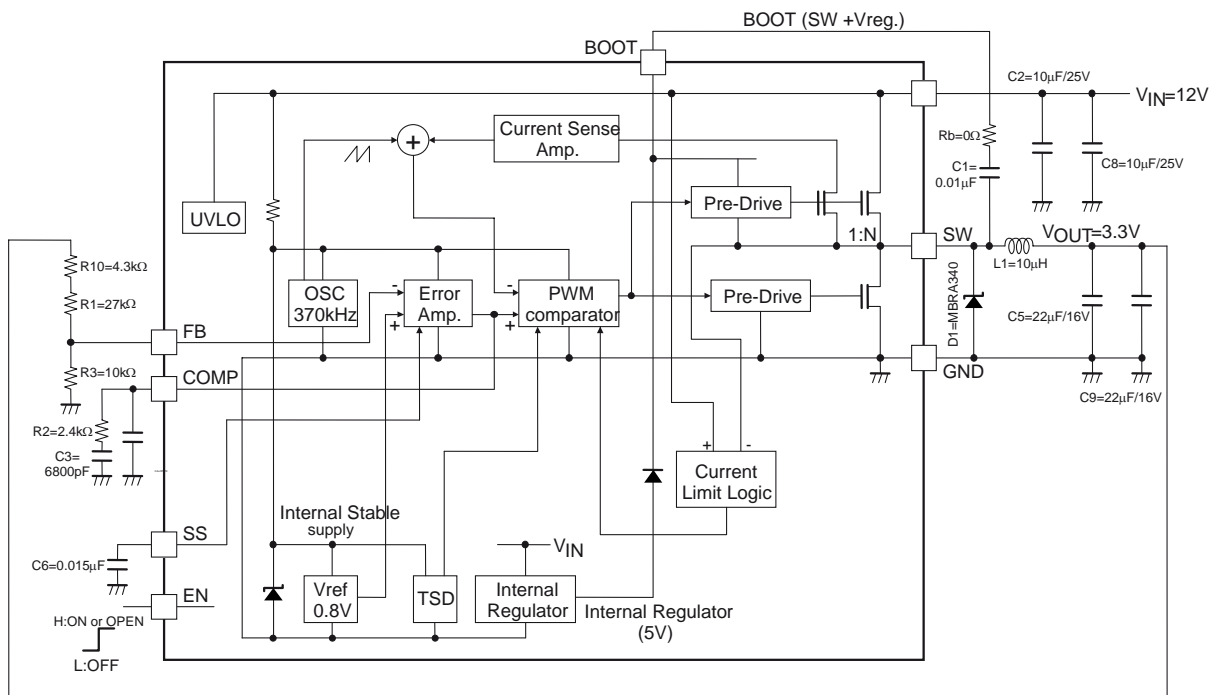 BOOT (SW +Vreg.)
BOOT
C2=10μF/25V
VIN=12V
Current Sense
Amp.
Rb=0Ω
C1=
0.01μF
C8=10μF/25V
+
UVLO
Pre-Drive
1:N
SW
VOUT=3.3V
L1=10μH
R10=4.3kΩ
R1=27kΩ
OSC
370kHz
-
Error
Amp.
+
-
PWM
comparator
+
Pre-Drive
D1=MBRA340
C5=22μF/16V
FB
R3=10kΩ
COMP
GND
C9=22μF/16V
R2=2.4kΩ
C3=
6800pF
+
-
Current
Limit Logic
Internal Stable
supply
SS
VIN
C6=0.015μF
EN
Vref
0.8V
TSD
Internal
Regulator
Internal Regulator
(5V)
H:ON or OPEN
L:OFF